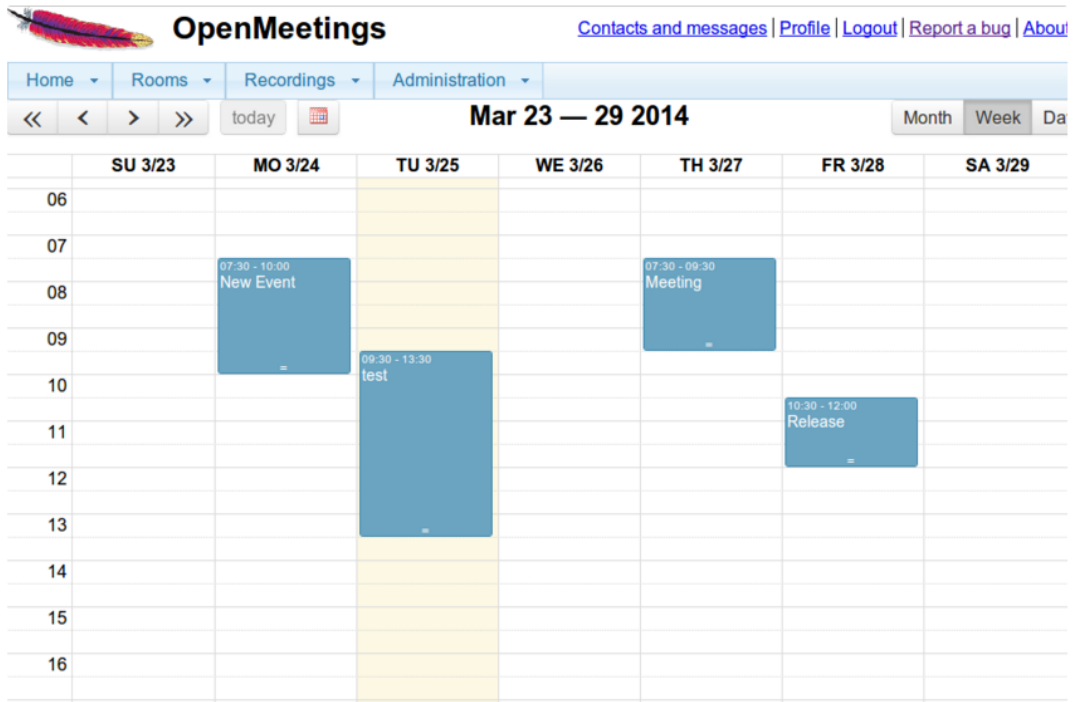 OpenMeetings
Contacts and messages | Profile | Logout | Report a bug | About
Home Rooms Recordings Administration
today Mar 23 — 29 2014 Month Week
SU 3/23 MO 3/24 TU 3/25 WE 3/26 TH 3/27 FR 3/28 SA 3/29
06
07
07:30 - 10:00 07:30 - 09:30
New Event Meeting
08
09
09:30 - 13:30
test
10
10:30 - 12:00
Release
11
12
13
14
15
16